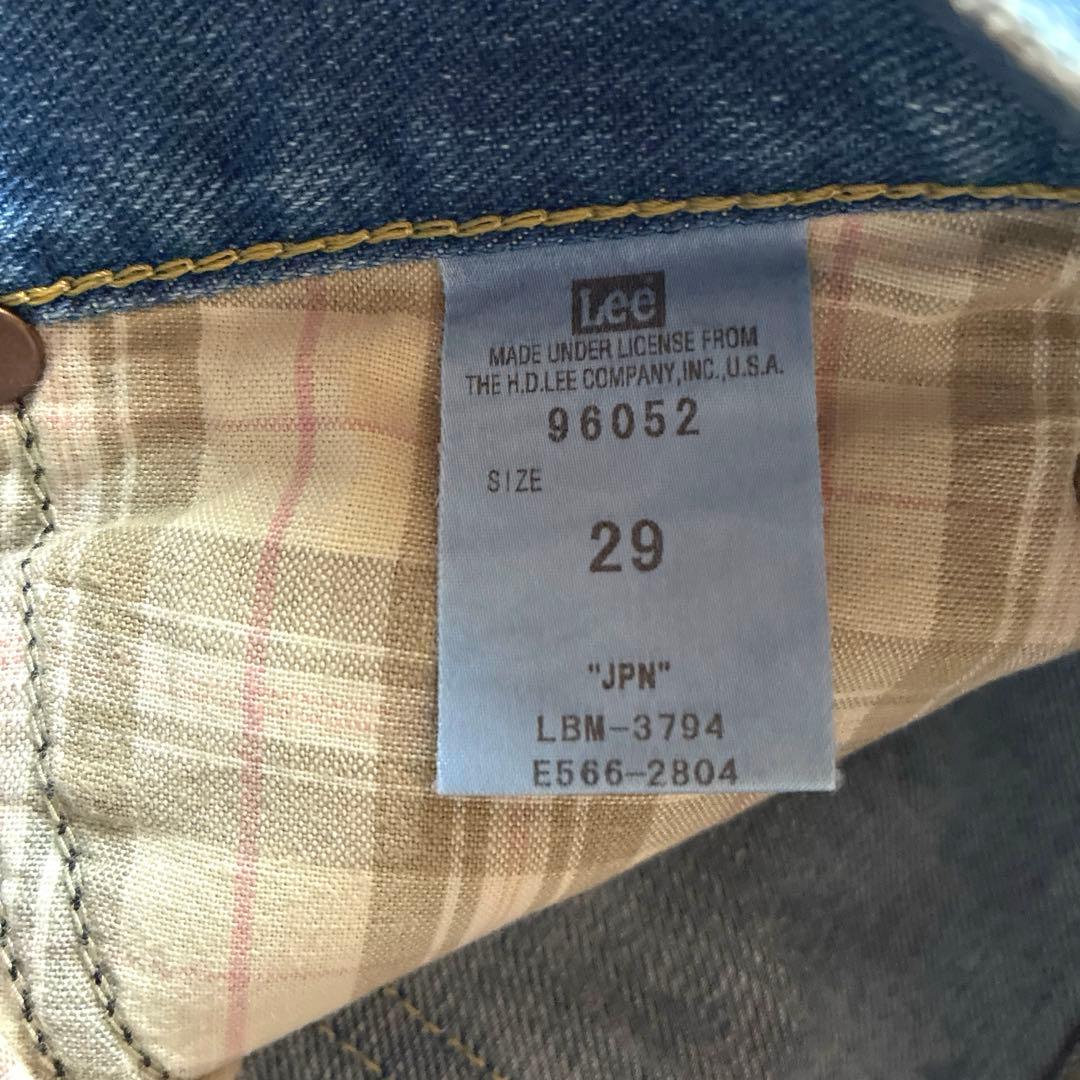 Lee
MADE UNDER LICENSE FROM
THE H.D.LEE COMPANY,INC.,U.S.A.
96052
SIZE
29
"JPN"
LBM-3794
E566-2804